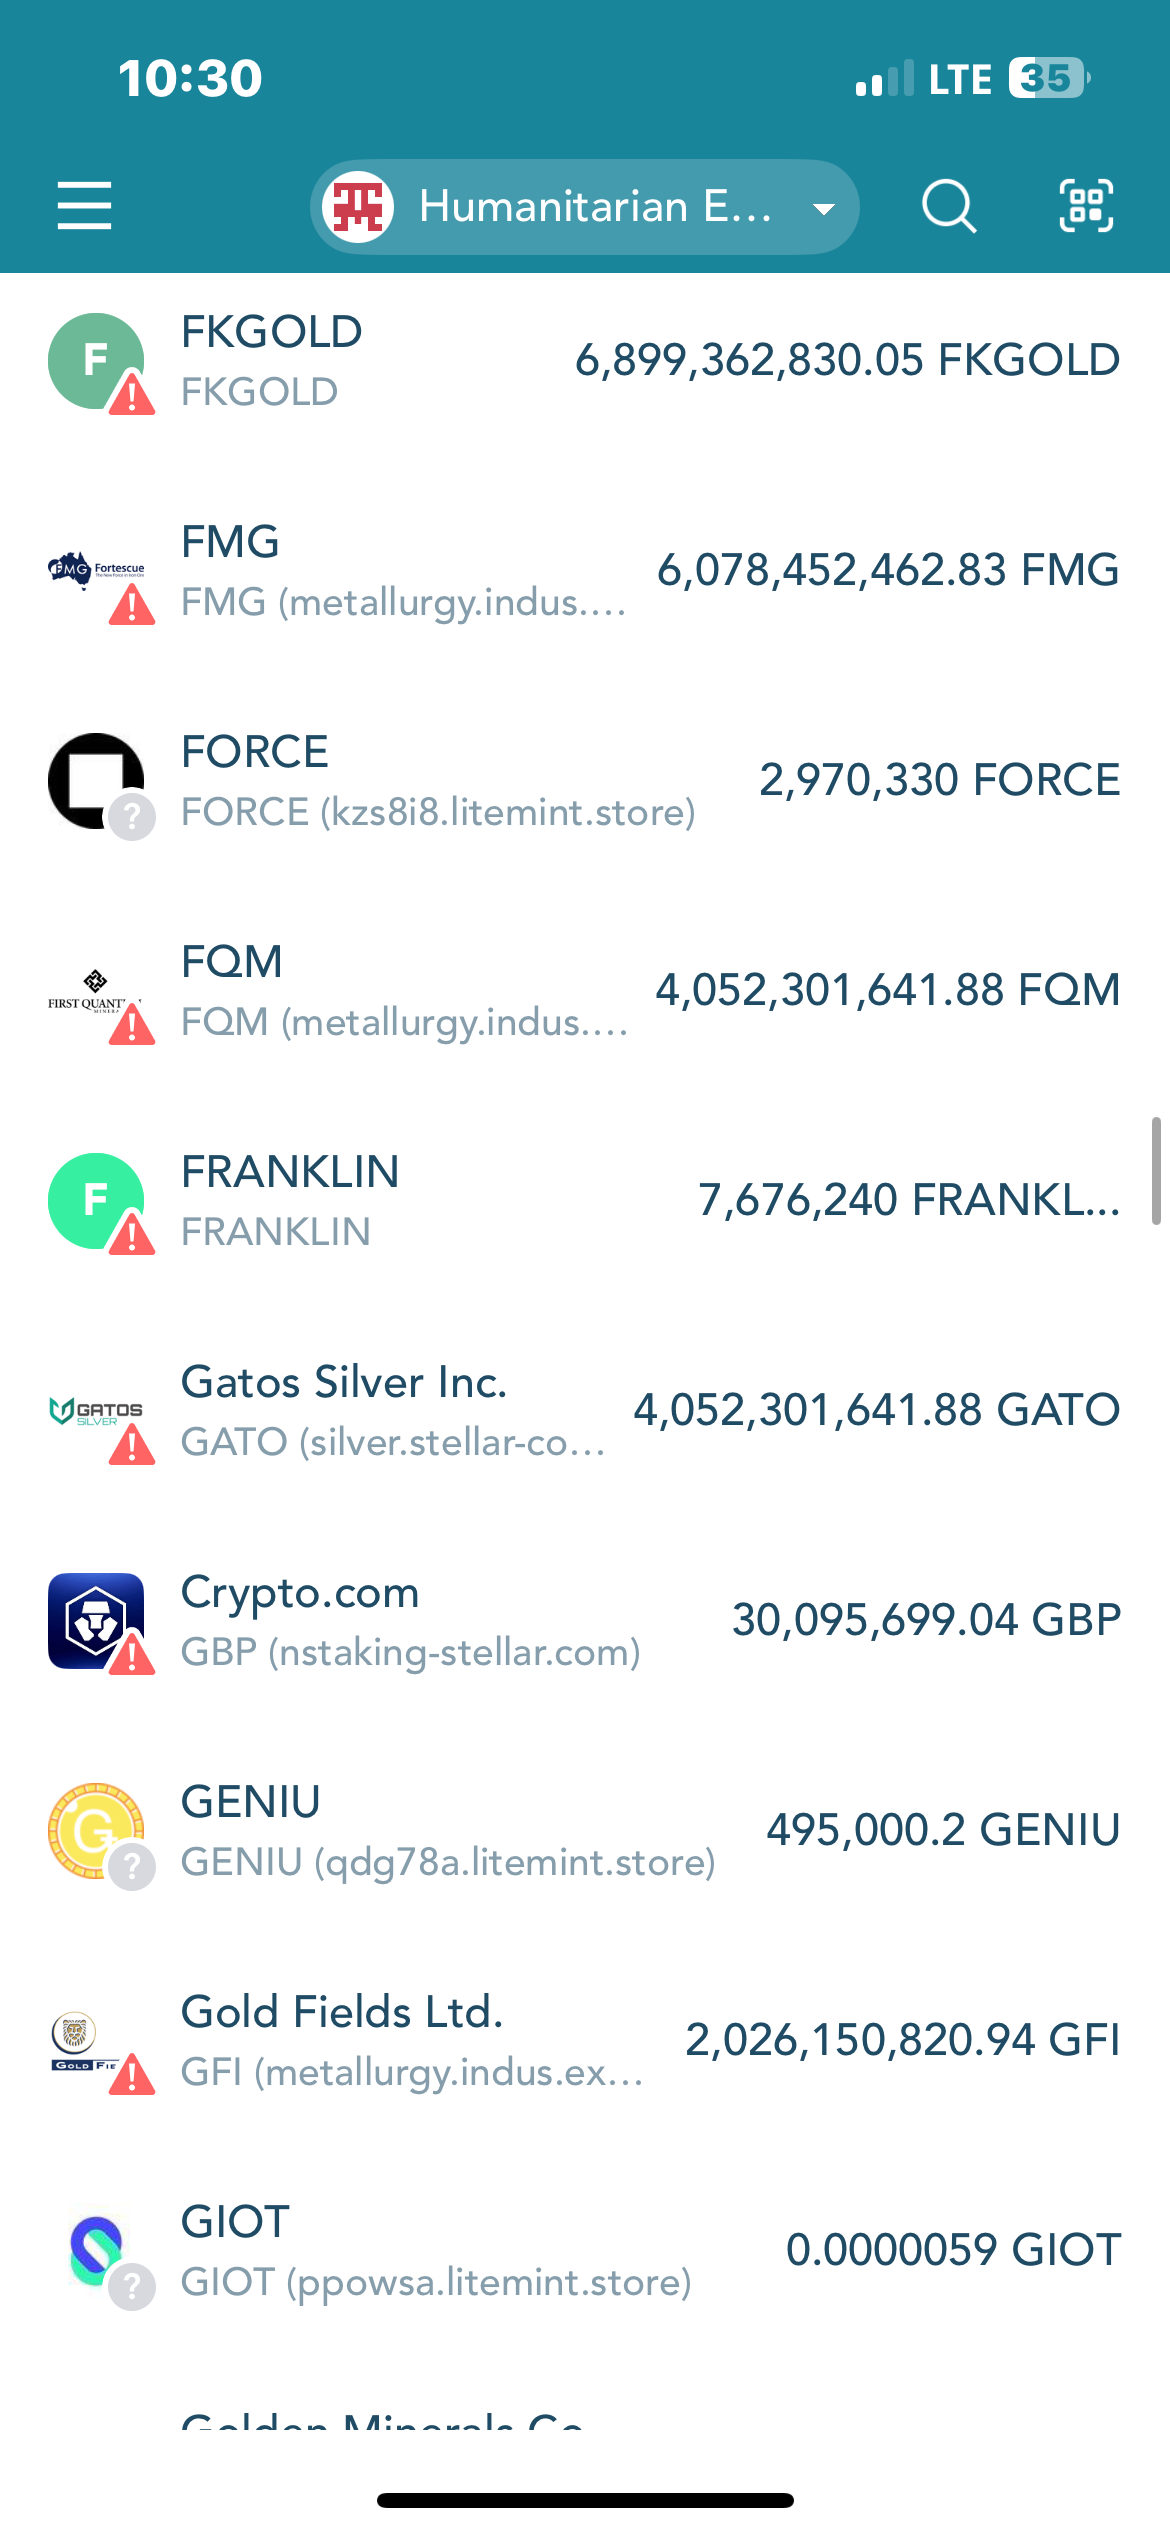 10:30
LTE 35
Humanitarian E...
F
FKGOLD
FKGOLD
6,899,362,830.05 FKGOLD
FMG Fortescue
FMG
FMG (metallurgy.indus....
6,078,452,462.83 FMG
FORCE
FORCE (kzs8i8.litemint.store)
2,970,330 FORCE
?
FIRST QUANT
FQM
FQM (metallurgy.indus....
4,052,301,641.88 FQM
F
FRANKLIN
FRANKLIN
7,676,240 FRANKL...
GATOS
SILVER
Gatos Silver Inc.
GATO (silver.stellar-co...
4,052,301,641.88 GATO
Crypto.com
GBP (nstaking-stellar.com)
30,095,699.04 GBP
G
GENIU
GENIU (qdg78a.litemint.store)
495,000.2 GENIU
?
GOLD FIE
Gold Fields Ltd.
GFI (metallurgy.indus.ex...
2,026,150,820.94 GFI
GIOT
GIOT (ppowsa.litemint.store)
0.0000059 GIOT
?
Golden Minerals Co